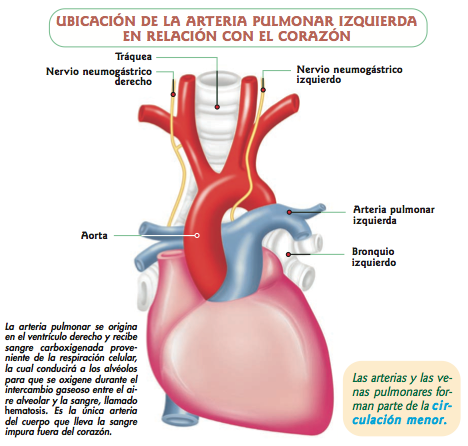 UBICACIÓN DE LA ARTERIA PULMONAR IZQUIERDA
EN RELACIÓN CON EL CORAZÓN
Tráquea
Nervio neumogástrico
derecho
Nervio neumogástrico
izquierdo
Arteria pulmonar
izquierda
Aorta
Bronquio
izquierdo
La arteria pulmonar se origina
en el ventrículo derecho y recibe
sangre carboxigenada prove-
niente de la respiración celular,
la cual conducirá a los alvéolos
para que se oxigene durante el
intercambio gaseoso entre el ai-
re alveolar y la sangre, llamado
hematosis. Es la única arteria
del cuerpo que lleva la sangre
impura fuera del corazón.
Las arterias y las ve-
nas pulmonares for-
man parte de la cir-
culación menor.